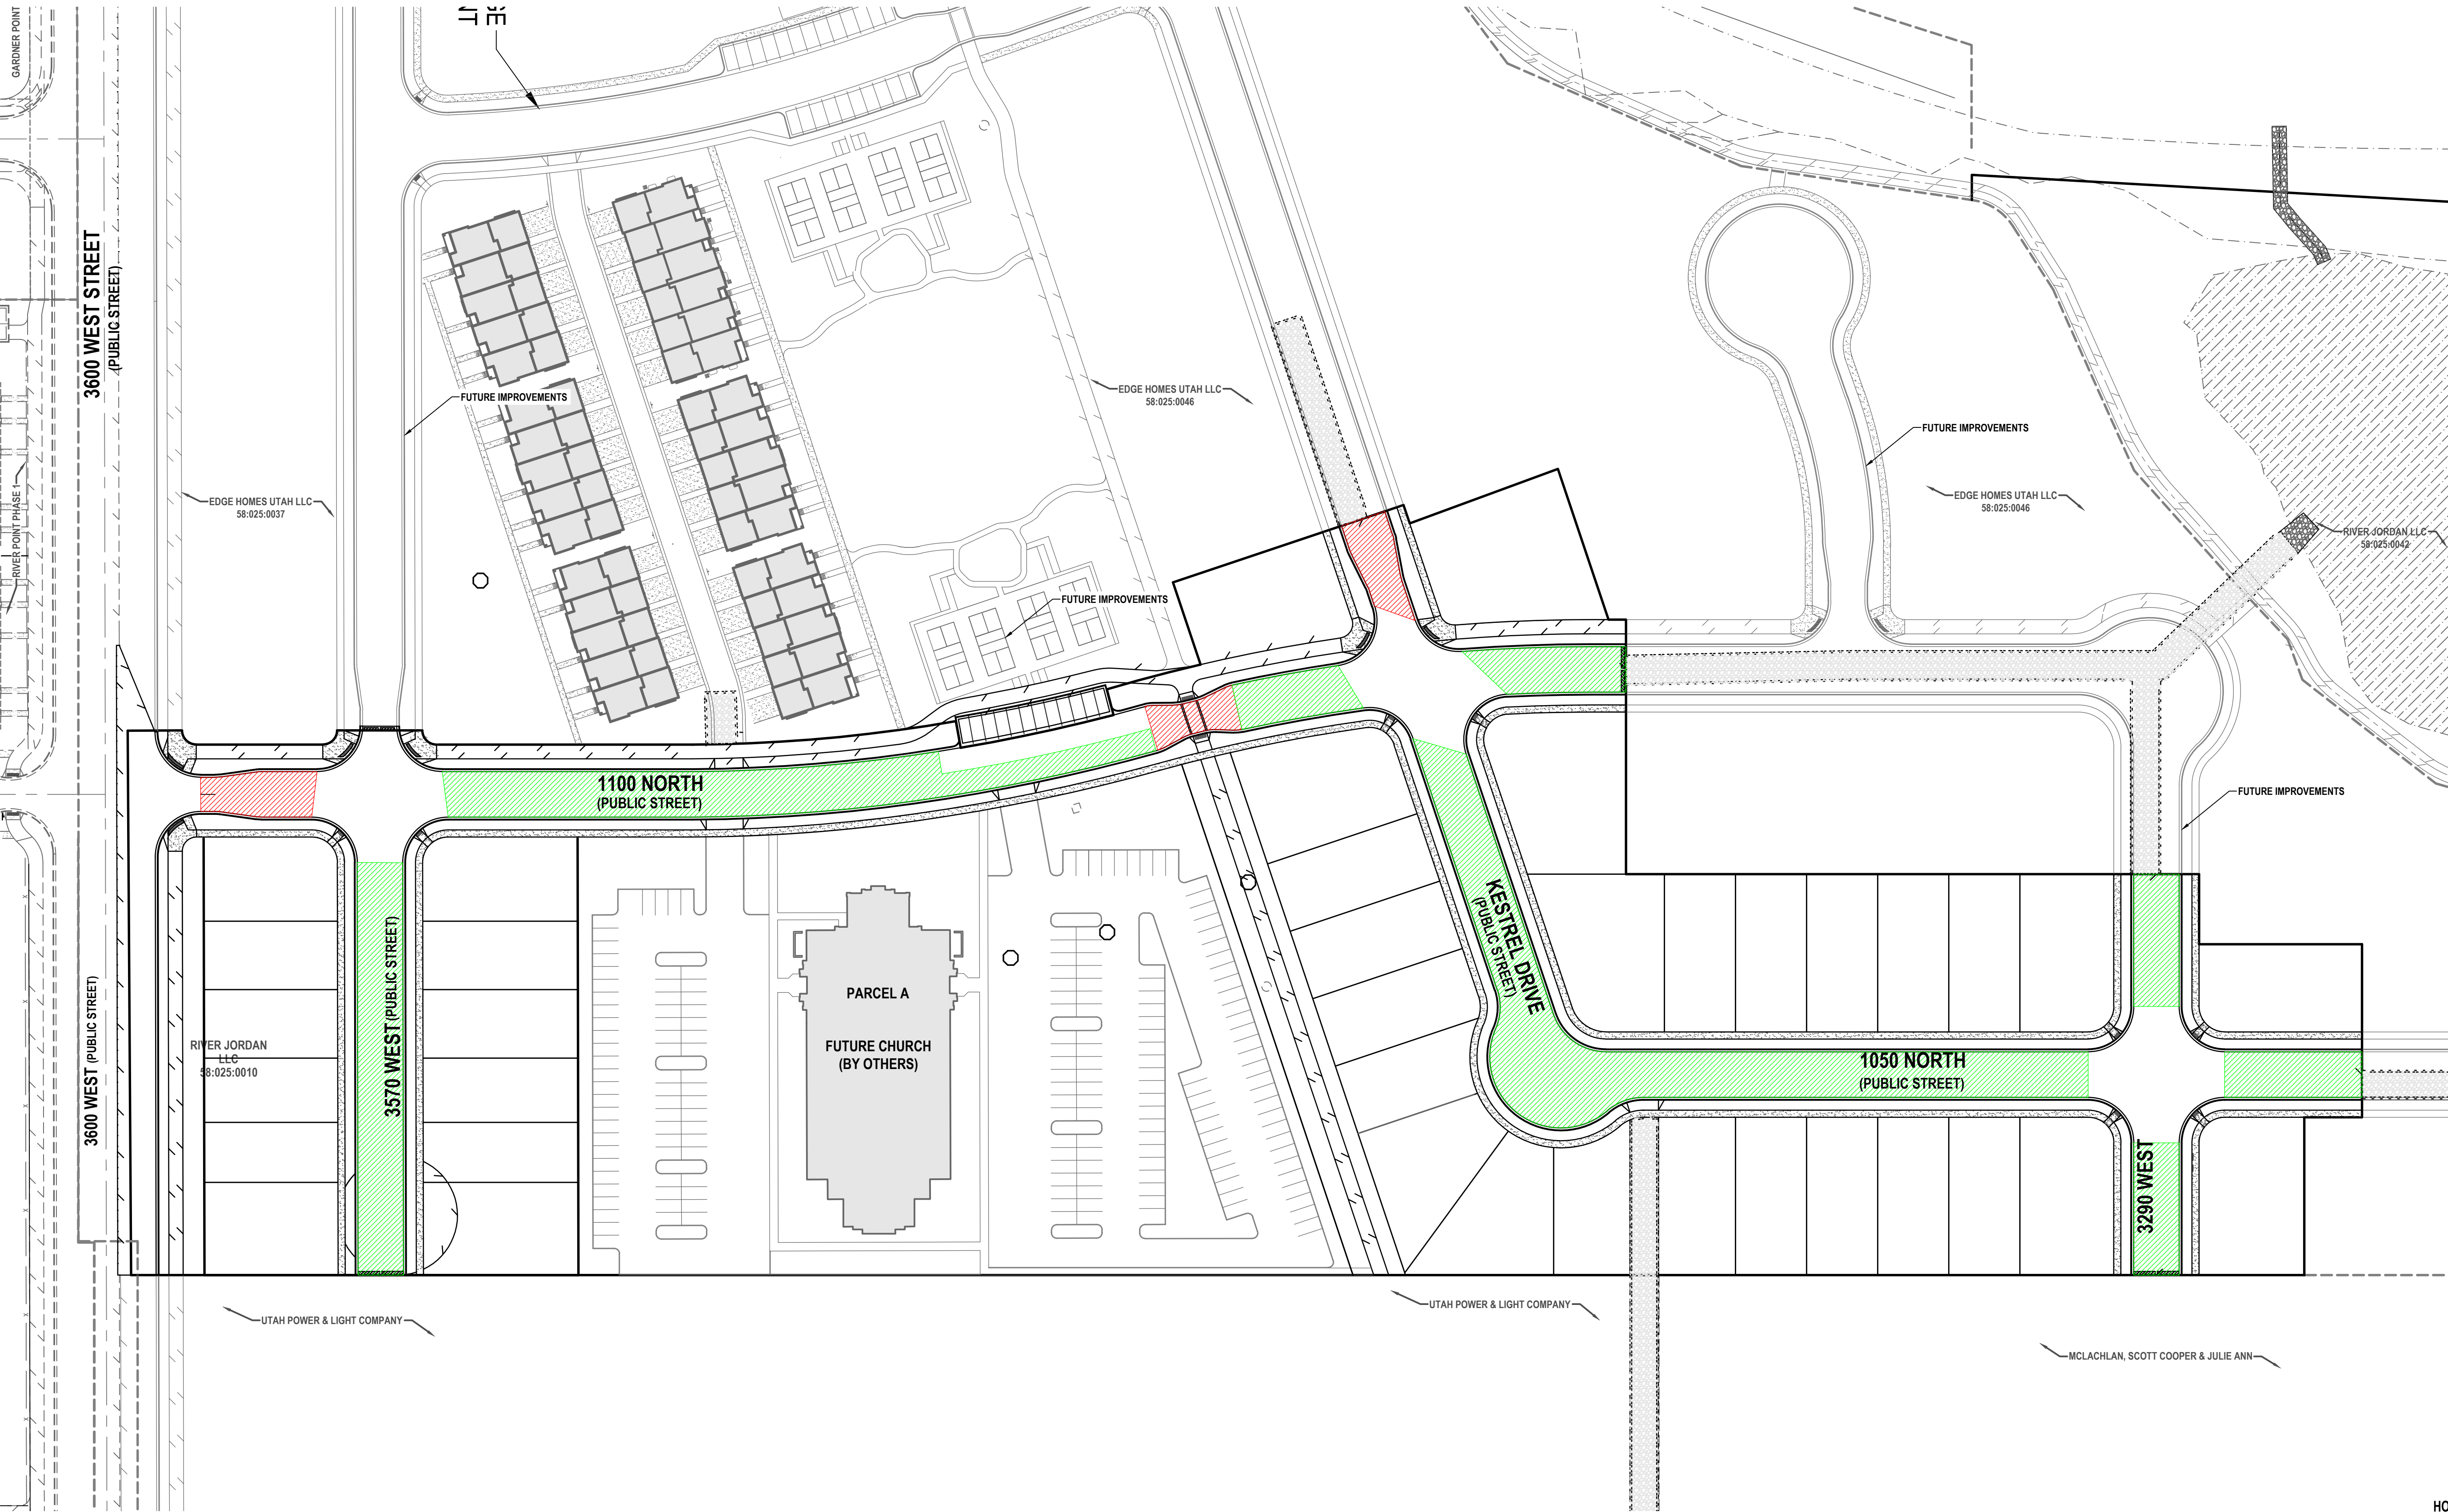 GARDNER POINT
GE
NT
3600 WEST STREET
(PUBLIC STREET)
FUTURE IMPROVEMENTS
EDGE HOMES UTAH LLC
58:025:0046
FUTURE IMPROVEMENTS
EDGE HOMES UTAH LLC
58:025:0037
RIVER POINT PHASE 1
EDGE HOMES UTAH LLC
58:025:0046
RIVER JORDAN LLC
58:025:0042
FUTURE IMPROVEMENTS
1100 NORTH
(PUBLIC STREET)
FUTURE IMPROVEMENTS
KESTREL DRIVE
(PUBLIC STREET)
3570 WEST (PUBLIC STREET)
PARCEL A
FUTURE CHURCH
(BY OTHERS)
RIVER JORDAN
LLC
58:025:0010
3600 WEST (PUBLIC STREET)
1050 NORTH
(PUBLIC STREET)
3290 WEST
UTAH POWER & LIGHT COMPANY
UTAH POWER & LIGHT COMPANY
MCLACHLAN, SCOTT COOPER & JULIE ANN
HO